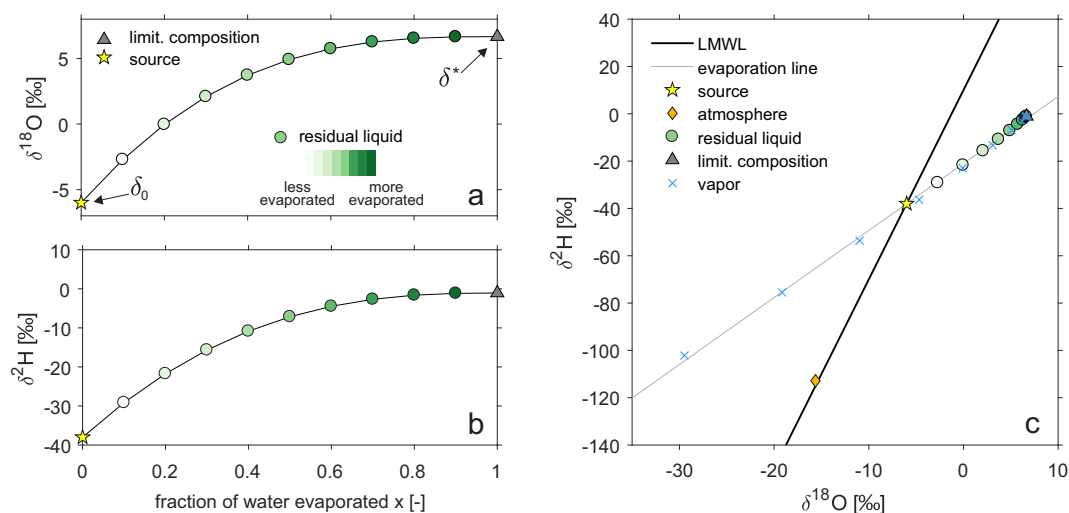 5
0
-5
δ18O [‰]
limit. composition
source
δ*
δ0
residual liquid
less evaporated
more evaporated
a
10
0
-10
-20
-30
-40
δ2H [‰]
b
0
0.2
0.4
0.6
0.8
1
fraction of water evaporated x [-]
40
20
0
-20
-40
-60
-80
-100
-120
-140
δ2H [‰]
LMWL
evaporation line
source
atmosphere
residual liquid
limit. composition
vapor
c
-30
-20
-10
0
10
δ18O [‰]